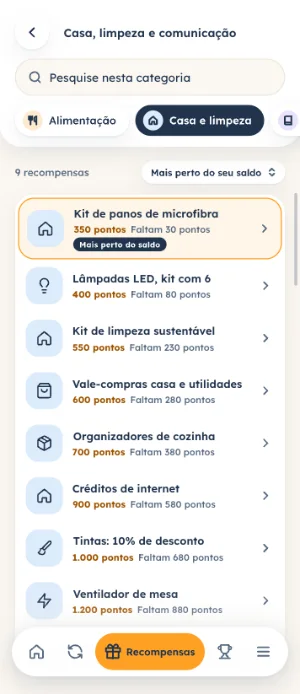 Casa, limpeza e comunicação
Pesquise nesta categoria
Alimentação
Casa e limpeza
9 recompensas
Mais perto do seu saldo
Kit de panos de microfibra
350 pontos Faltam 30 pontos
Mais perto do saldo
Lâmpadas LED, kit com 6
400 pontos Faltam 80 pontos
Kit de limpeza sustentável
550 pontos Faltam 230 pontos
Vale-compras casa e utilidades
600 pontos Faltam 280 pontos
Organizadores de cozinha
700 pontos Faltam 380 pontos
Créditos de internet
900 pontos Faltam 580 pontos
Tintas: 10% de desconto
1.000 pontos Faltam 680 pontos
Ventilador de mesa
1.200 pontos Faltam 880 pontos
Recompensas